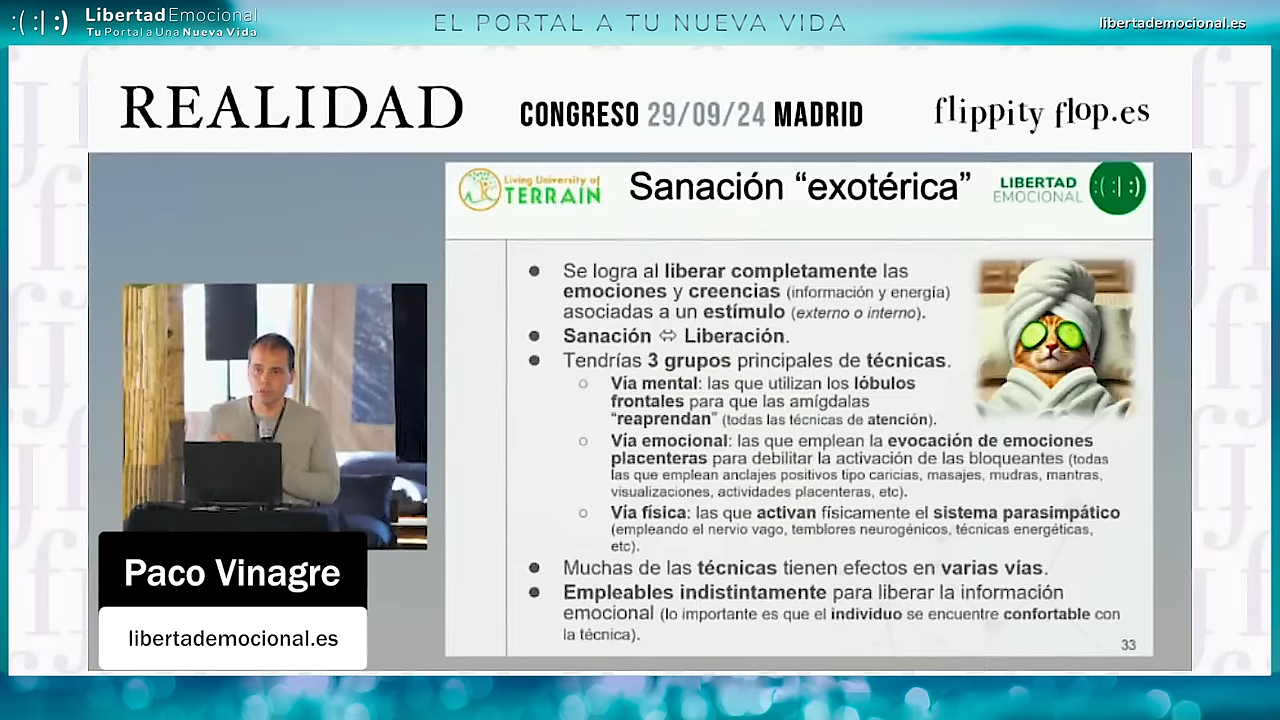 :(:|:) LibertadEmocional
Tu Portal a Una Nueva Vida
EL PORTAL A TU NUEVA VIDA
libertademocional.es
REALIDAD
CONGRESO 29/09/24 MADRID
flippity flop.es
Living University of
TERRAIN
Sanación “exotérica”
LIBERTAD
EMOCIONAL
:(:|:)
● Se logra al liberar completamente las
emociones y creencias (información y energía)
asociadas a un estímulo (externo o interno).
● Sanación ⇔ Liberación.
● Tendrías 3 grupos principales de técnicas.
○ Vía mental: las que utilizan los lóbulos
frontales para que las amígdalas
“reaprendan” (todas las técnicas de atención).
○ Vía emocional: las que emplean la evocación de emociones
placenteras para debilitar la activación de las bloqueantes (todas
las que emplean anclajes positivos tipo caricias, masajes, mudras, mantras,
visualizaciones, actividades placenteras, etc).
○ Vía física: las que activan físicamente el sistema parasimpático
(empleando el nervio vago, temblores neurogénicos, técnicas energéticas,
etc).
● Muchas de las técnicas tienen efectos en varias vías.
● Empleables indistintamente para liberar la información
emocional (lo importante es que el individuo se encuentre confortable con
la técnica).
33
Paco Vinagre
libertademocional.es